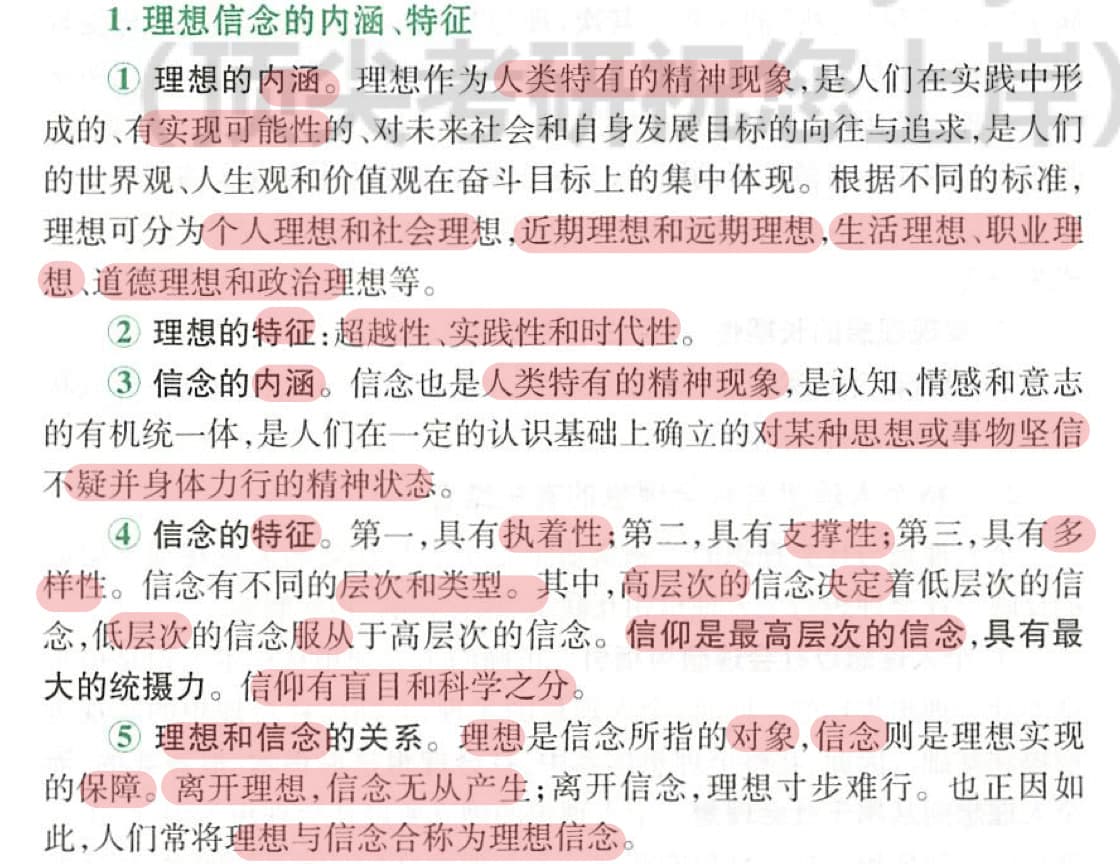 1.理想信念的内涵、特征
①理想的内涵。理想作为人类特有的精神现象,是人们在实践中形
成的、有实现可能性的、对未来社会和自身发展目标的向往与追求,是人们
的世界观、人生观和价值观在奋斗目标上的集中体现。根据不同的标准,
理想可分为个人理想和社会理想,近期理想和远期理想,生活理想、职业理
想、道德理想和政治理想等。
②理想的特征:超越性、实践性和时代性。
③信念的内涵。信念也是人类特有的精神现象,是认知、情感和意志
的有机统一体,是人们在一定的认识基础上确立的对某种思想或事物坚信
不疑并身体力行的精神状态。
④信念的特征。第一,具有执着性;第二,具有支撑性;第三,具有多
样性。信念有不同的层次和类型。其中,高层次的信念决定着低层次的信
念,低层次的信念服从于高层次的信念。信仰是最高层次的信念,具有最
大的统摄力。信仰有盲目和科学之分。
⑤理想和信念的关系。理想是信念所指的对象,信念则是理想实现
的保障。离开理想,信念无从产生;离开信念,理想寸步难行。也正因如
此,人们常将理想与信念合称为理想信念。